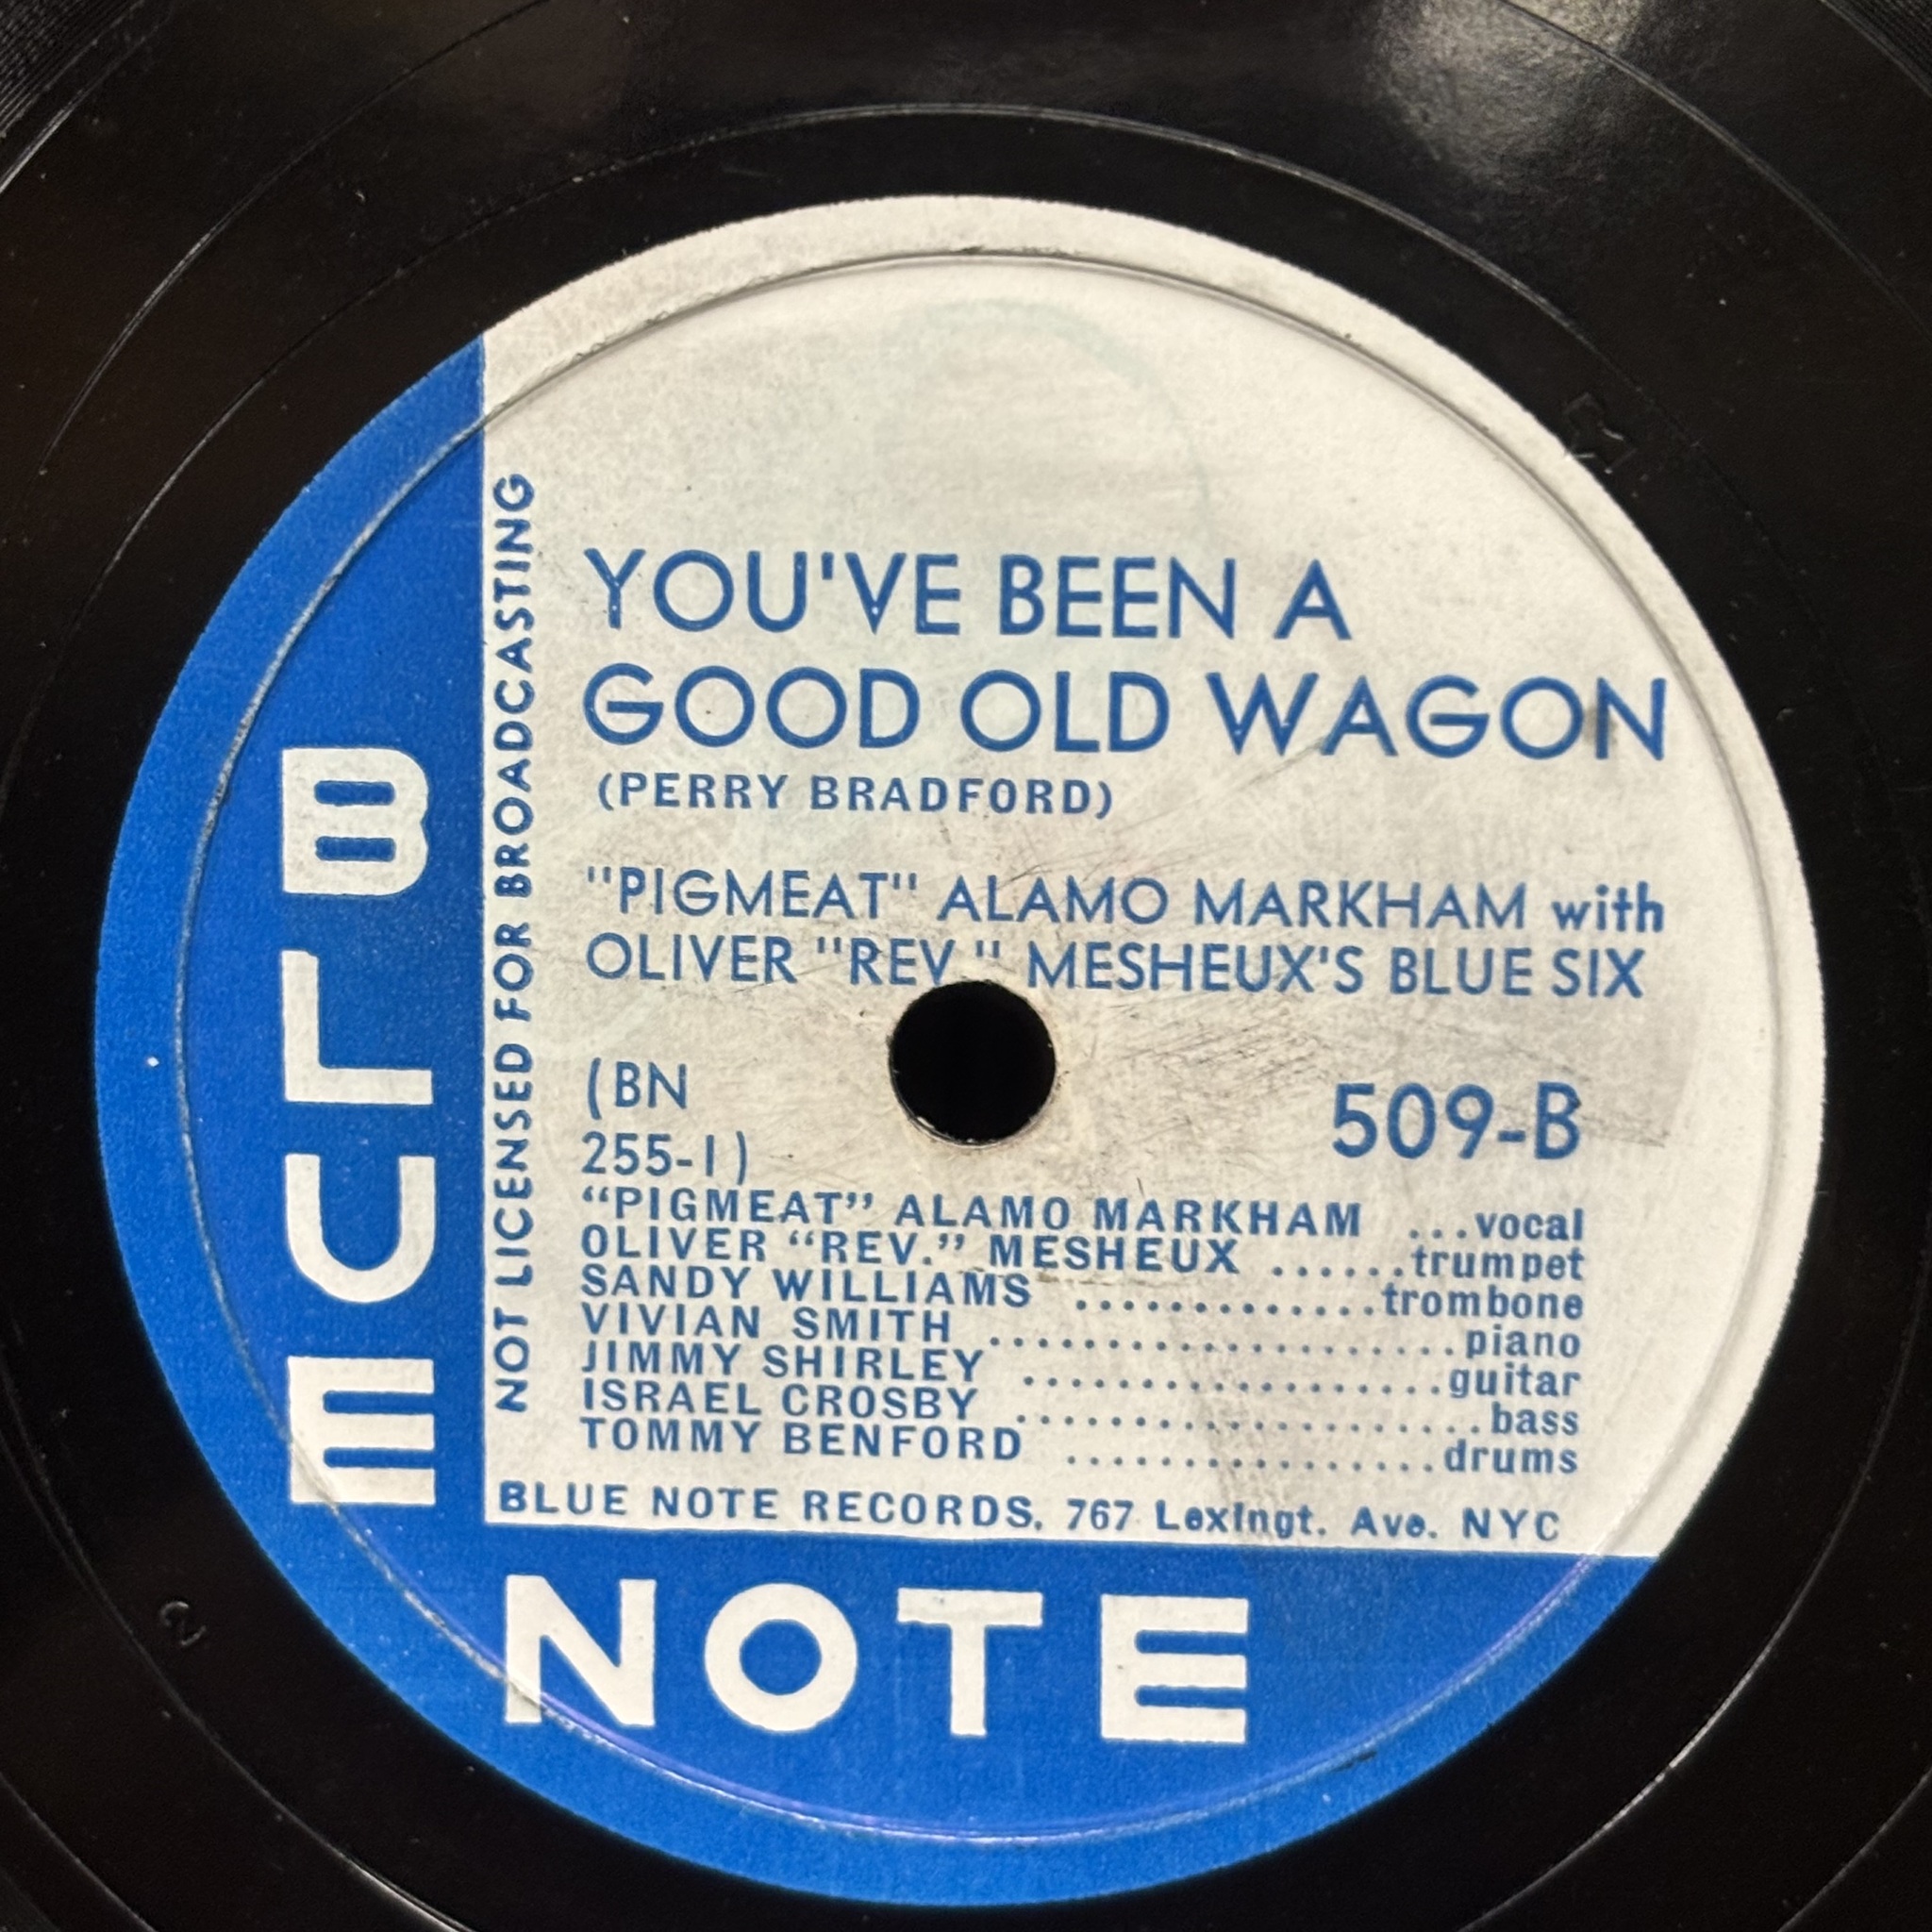 YOU'VE BEEN A
GOOD OLD WAGON
(PERRY BRADFORD)
"PIGMEAT" ALAMO MARKHAM with
OLIVER "REV." MESHEUX'S BLUE SIX
(BN
255-1)
509-B
"PIGMEAT" ALAMO MARKHAM ...vocal
OLIVER "REV." MESHEUX ......trumpet
SANDY WILLIAMS .............trombone
VIVIAN SMITH ....................piano
JIMMY SHIRLEY ..................guitar
ISRAEL CROSBY ....................bass
TOMMY BENFORD ................drums
BLUE NOTE RECORDS, 767 Lexingt. Ave. NYC
NOT LICENSED FOR BROADCASTING
BLUE
NOTE
2